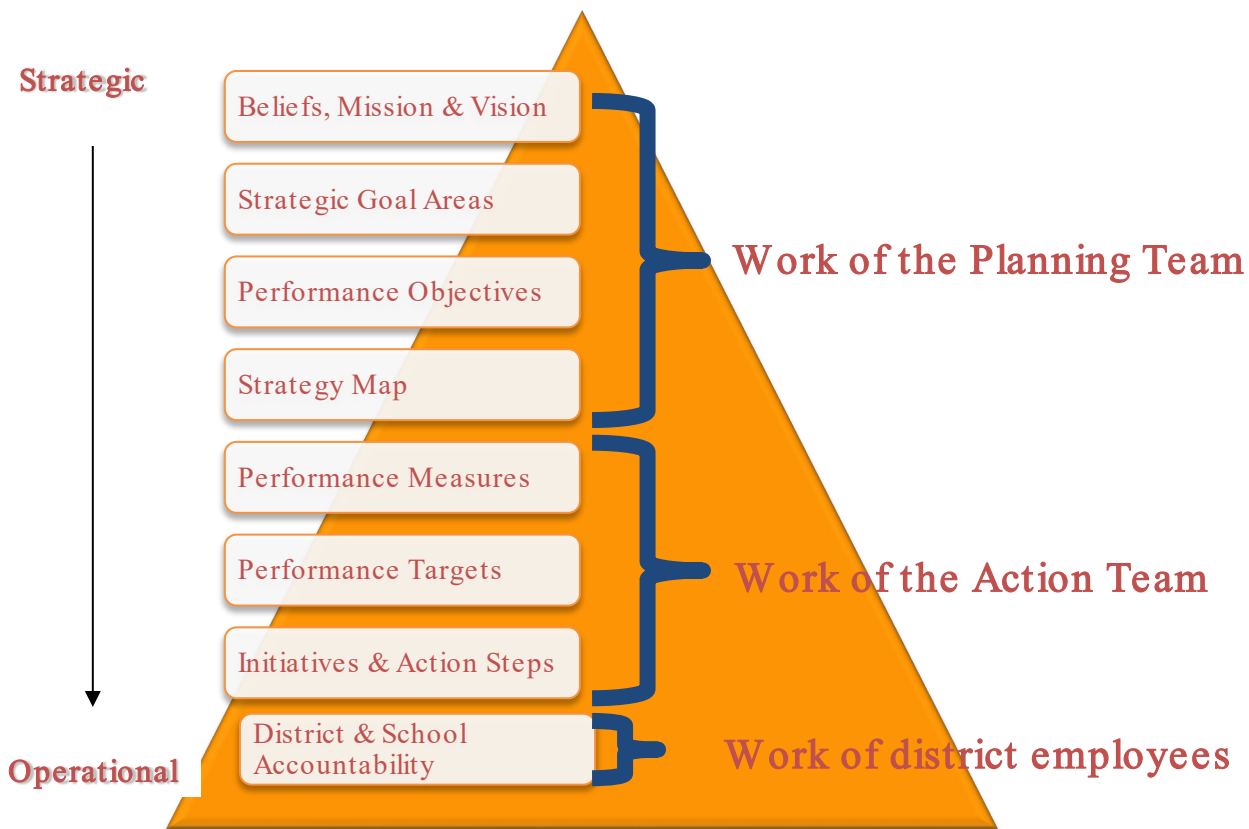 Strategic
Beliefs, Mission & Vision
Strategic Goal Areas
Work of the Planning Team
Performance Objectives
Strategy Map
Performance Measures
Performance Targets
Work of the Action Team
Initiatives & Action Steps
District & School
Accountability
Work of district employees
Operational